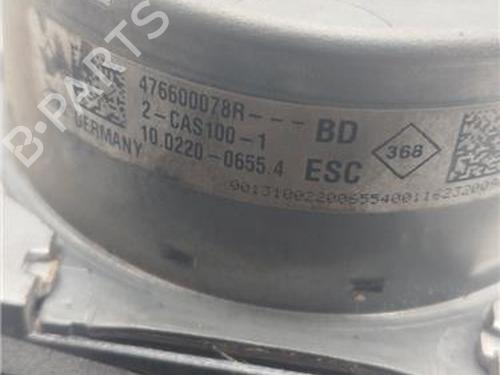 B-PARTS
476600078R--- BD
2-CAS100-1
GERMANY 10.0220-0655.4 ESC
368